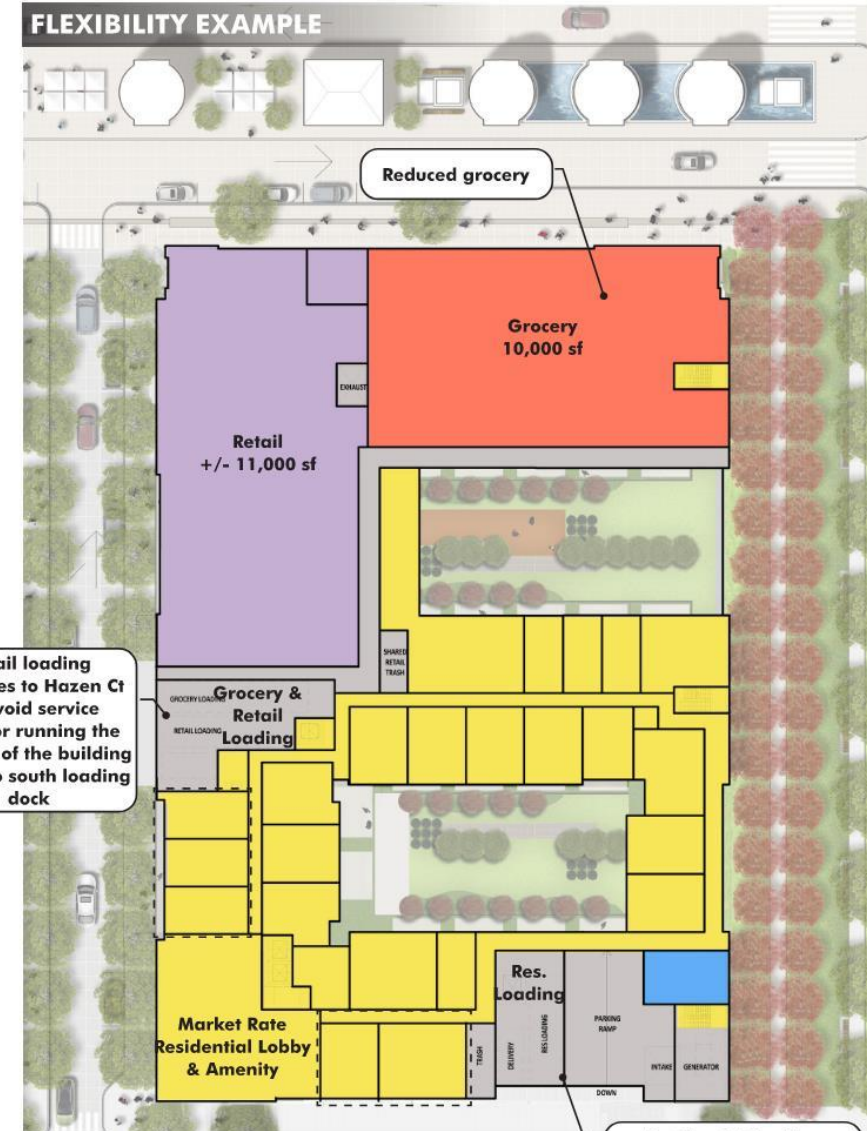 FLEXIBILITY EXAMPLE
Reduced grocery
Grocery
10,000 sf
EXHAUST
Retail
+/- 11,000 sf
SHARED
RETAIL
TRASH
ail loading
es to Hazen Ct
void service
or running the
of the building
o south loading
dock
GROCERY LOADING
RETAIL LOADING
Grocery &
Retail
Loading
Market Rate
Residential Lobby
& Amenity
TRASH
Res.
Loading
DELIVERY
RES LOADING
PARKING
RAMP
DOWN
INTAKE
GENERATOR